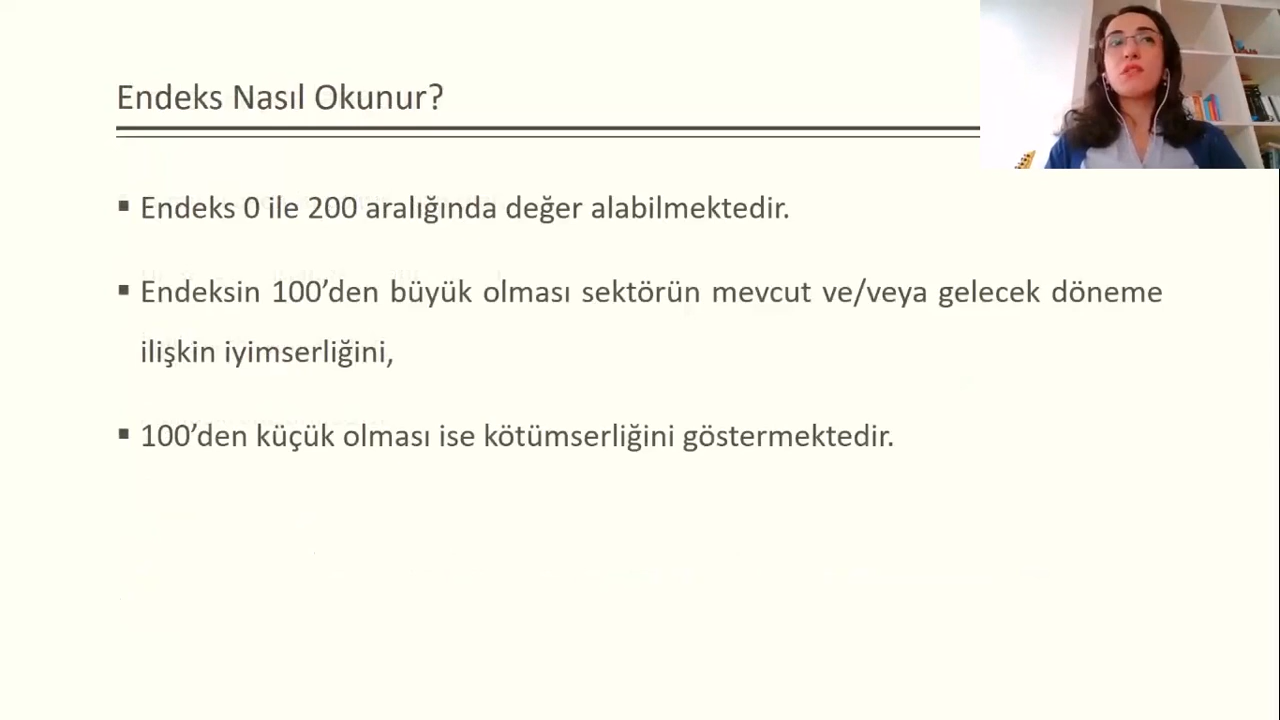 Endeks Nasıl Okunur?
▪ Endeks 0 ile 200 aralığında değer alabilmektedir.
▪ Endeksin 100’den büyük olması sektörün mevcut ve/veya gelecek döneme
ilişkin iyimserliğini,
▪ 100’den küçük olması ise kötümserliğini göstermektedir.